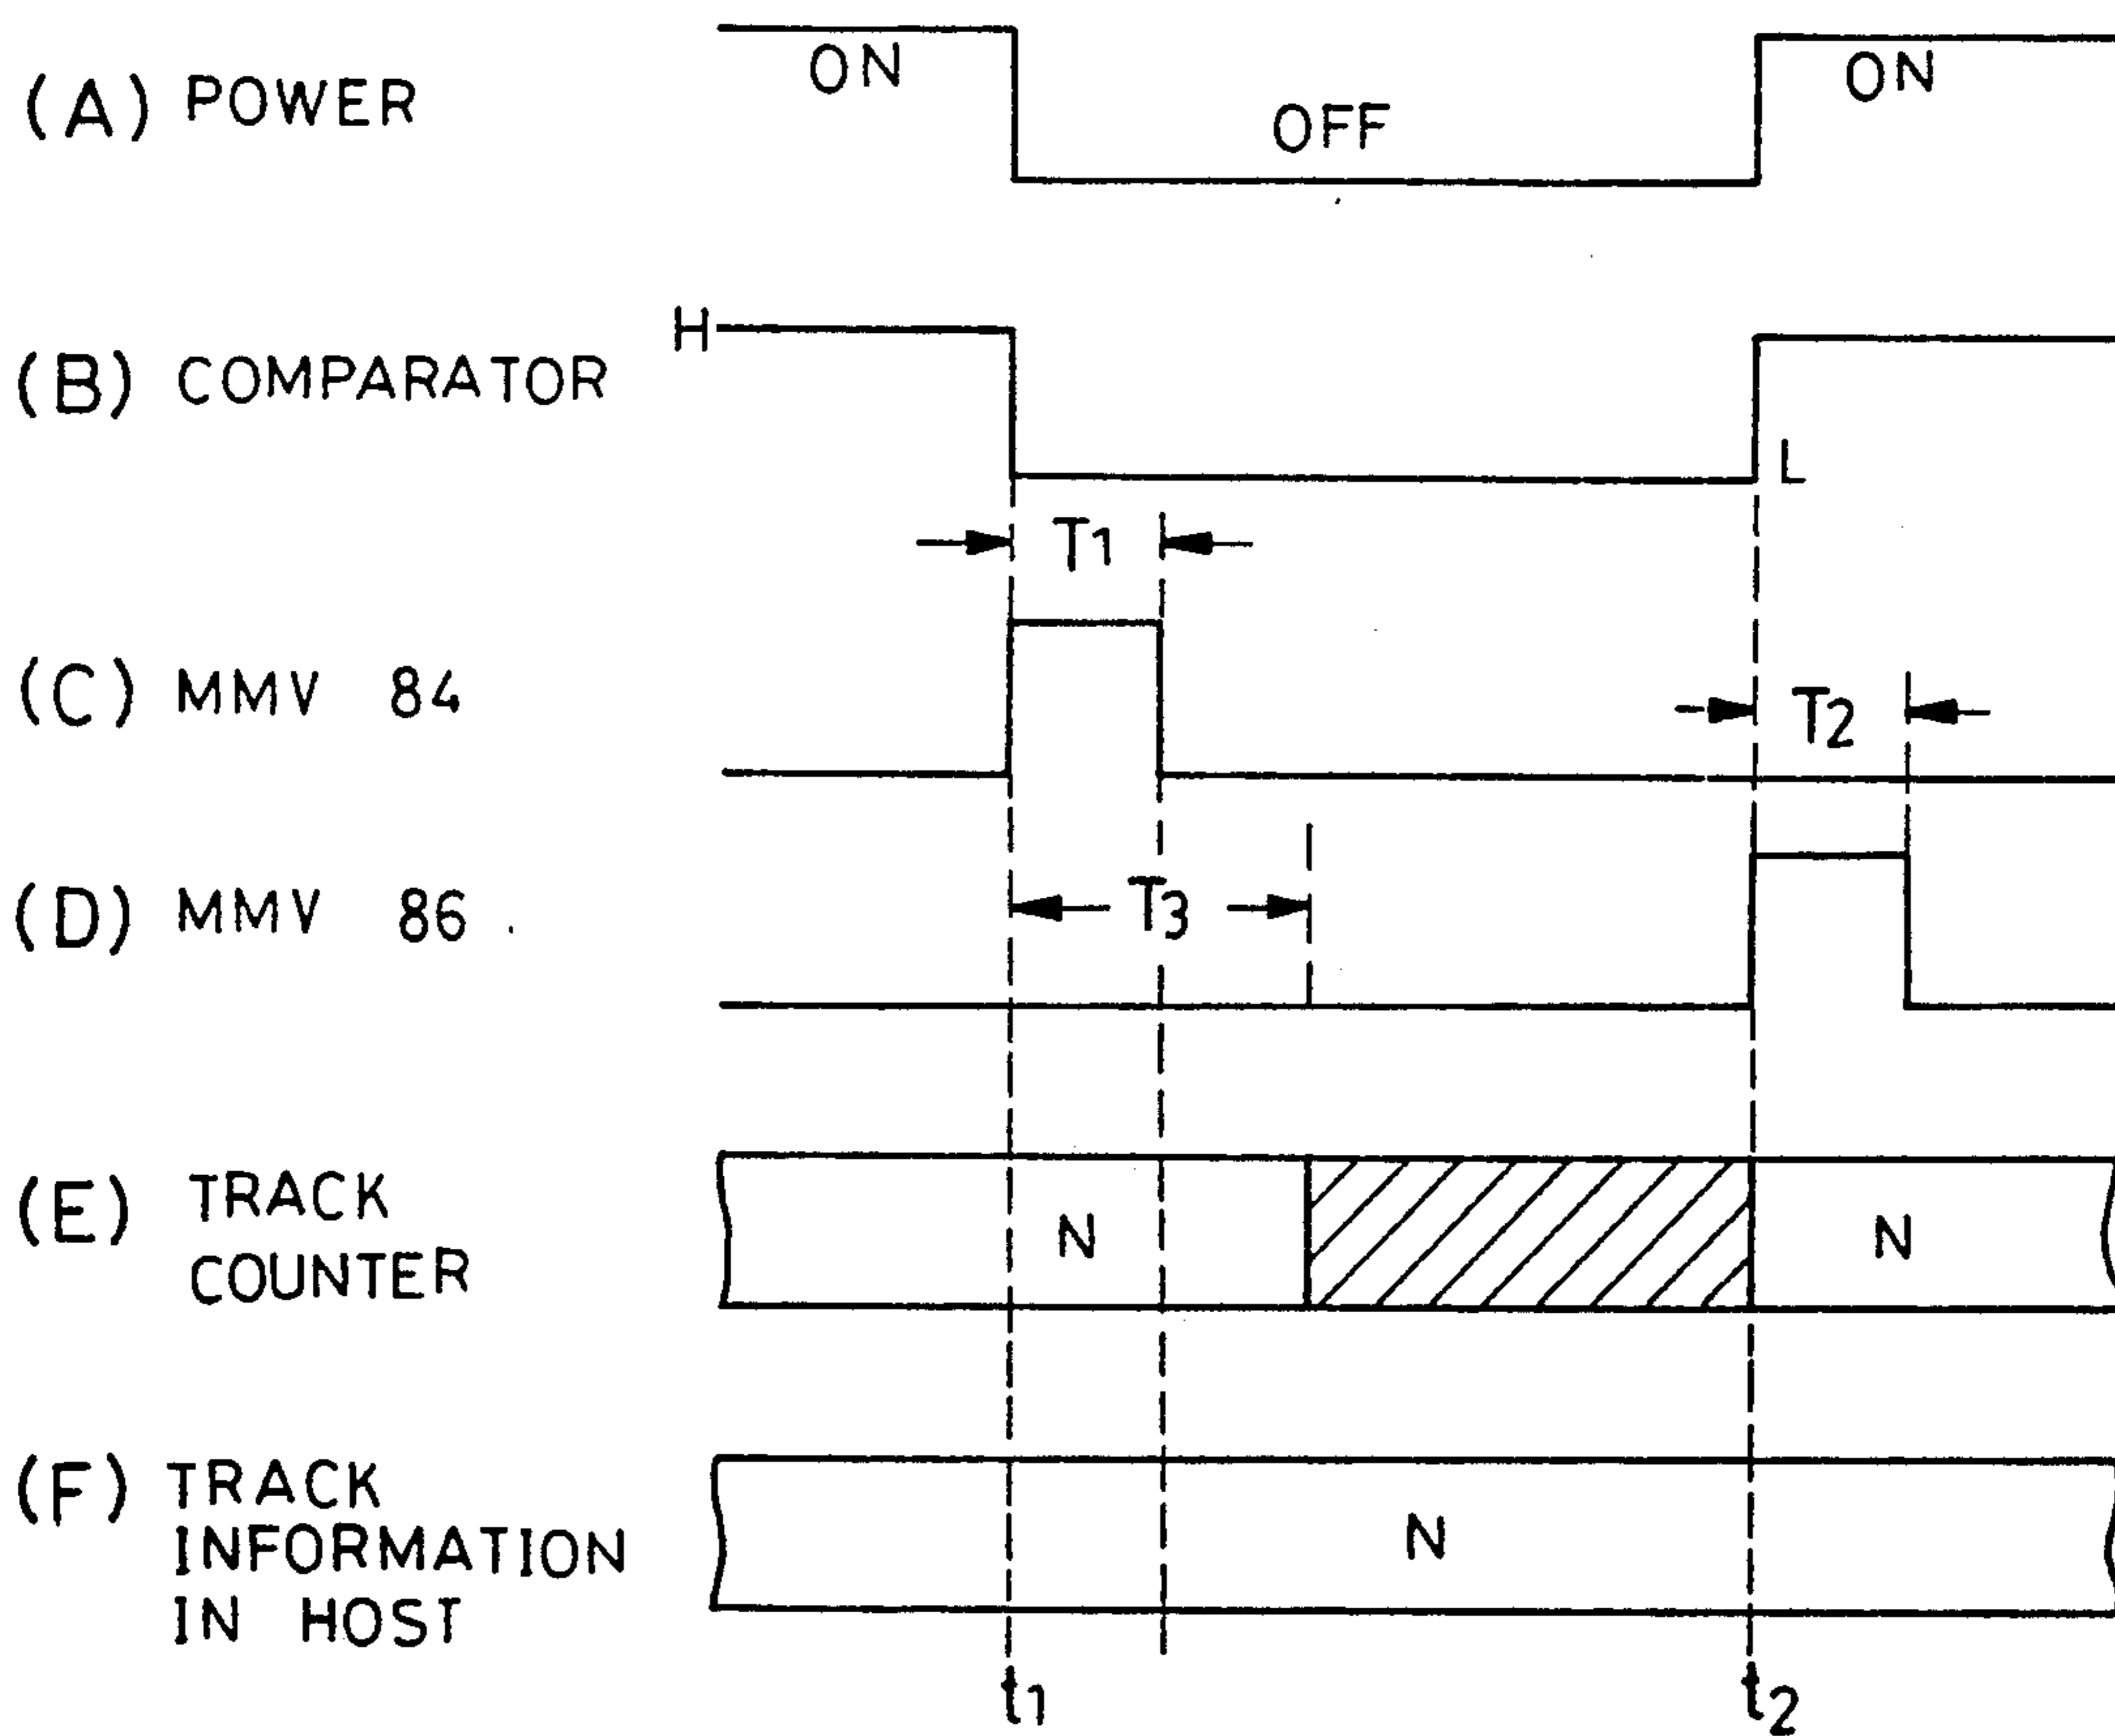 ON
ON
(A) POWER
OFF
H
(B) COMPARATOR
L
T1
(C) MMV 84
T2
(D) MMV 86
T3
(E) TRACK
COUNTER
N
N
(F) TRACK
INFORMATION
IN HOST
N
t1
t2